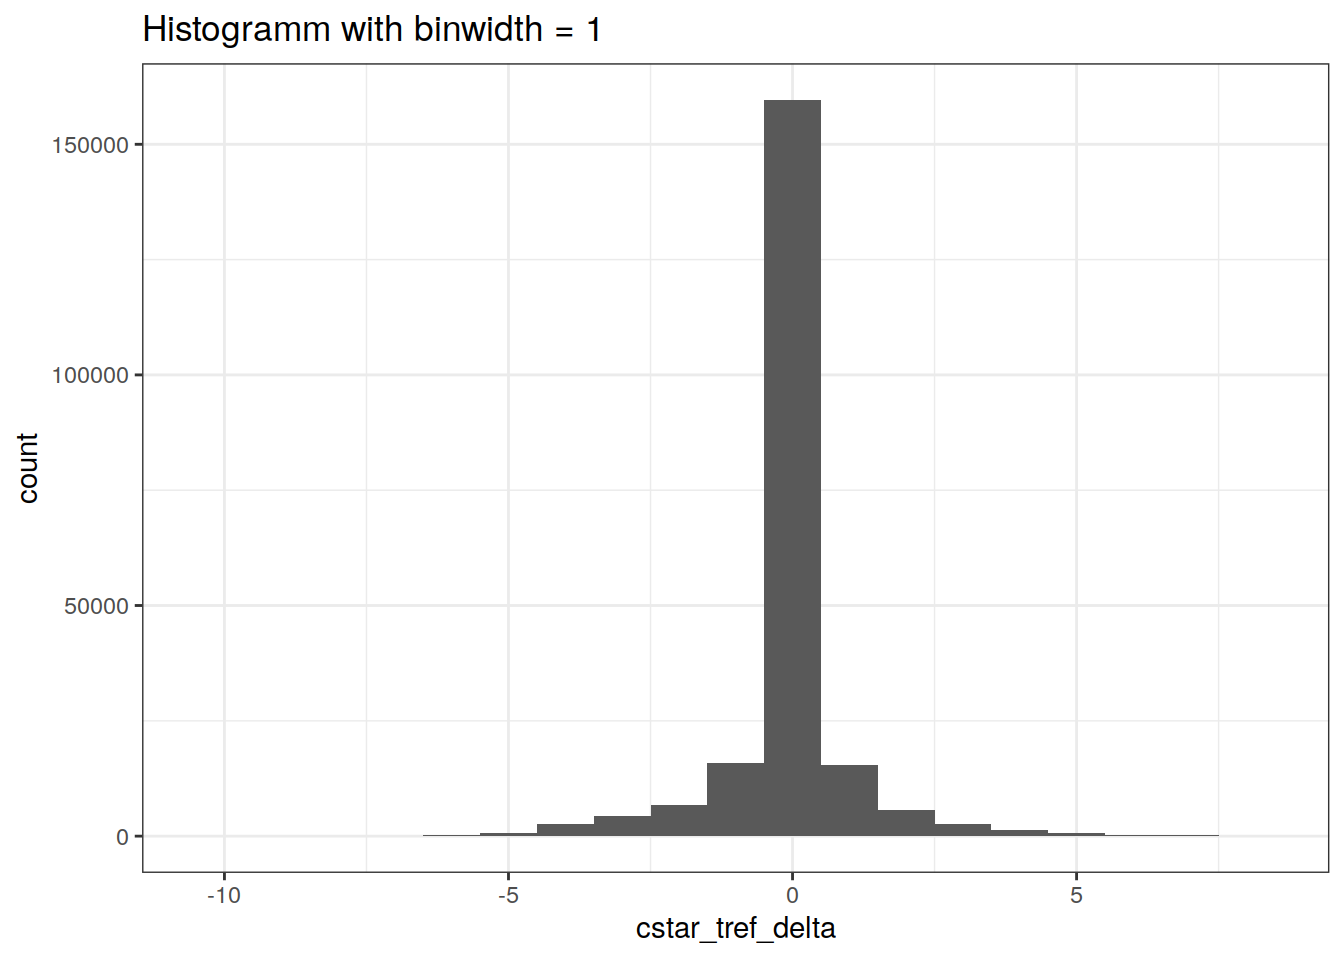 Histogramm with binwidth = 1
150000
100000
50000
0
count
-10
-5
0
5
cstar_tref_delta